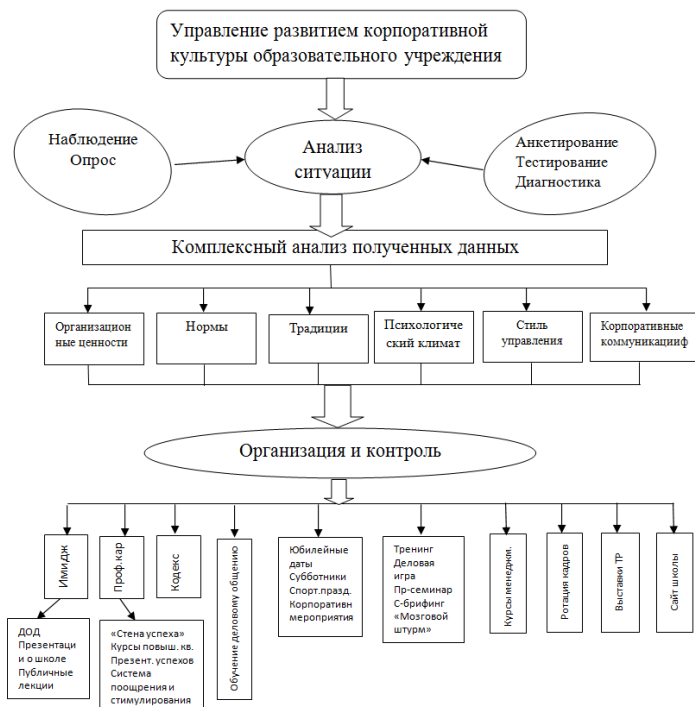 Управление развитием корпоративной
культуры образовательного учреждения
Наблюдение
Опрос
Анализ
ситуации
Анкетирование
Тестирование
Диагностика
Комплексный анализ полученных данных
Организацион
ные ценности
Нормы
Традиции
Психологиче
ский климат
Стиль
управления
Корпоративные
коммуникацииф
Организация и контроль
Имидж
Проф. кар
Кодекс
Обучение деловому общению
Юбилейные
даты
Субботники
Спорт.празд.
Корпоративн
мероприятия
Тренинг
Деловая
игра
Пр-семинар
С-брифинг
«Мозговой
штурм»
Курсы менеджм.
Ротация кадров
Выставки ТР
Сайт школы
ДОД
Презентаци
и о школе
Публичные
лекции
«Стена успеха»
Курсы повыш. кв.
Презент. успехов
Система
поощрения и
стимулирования